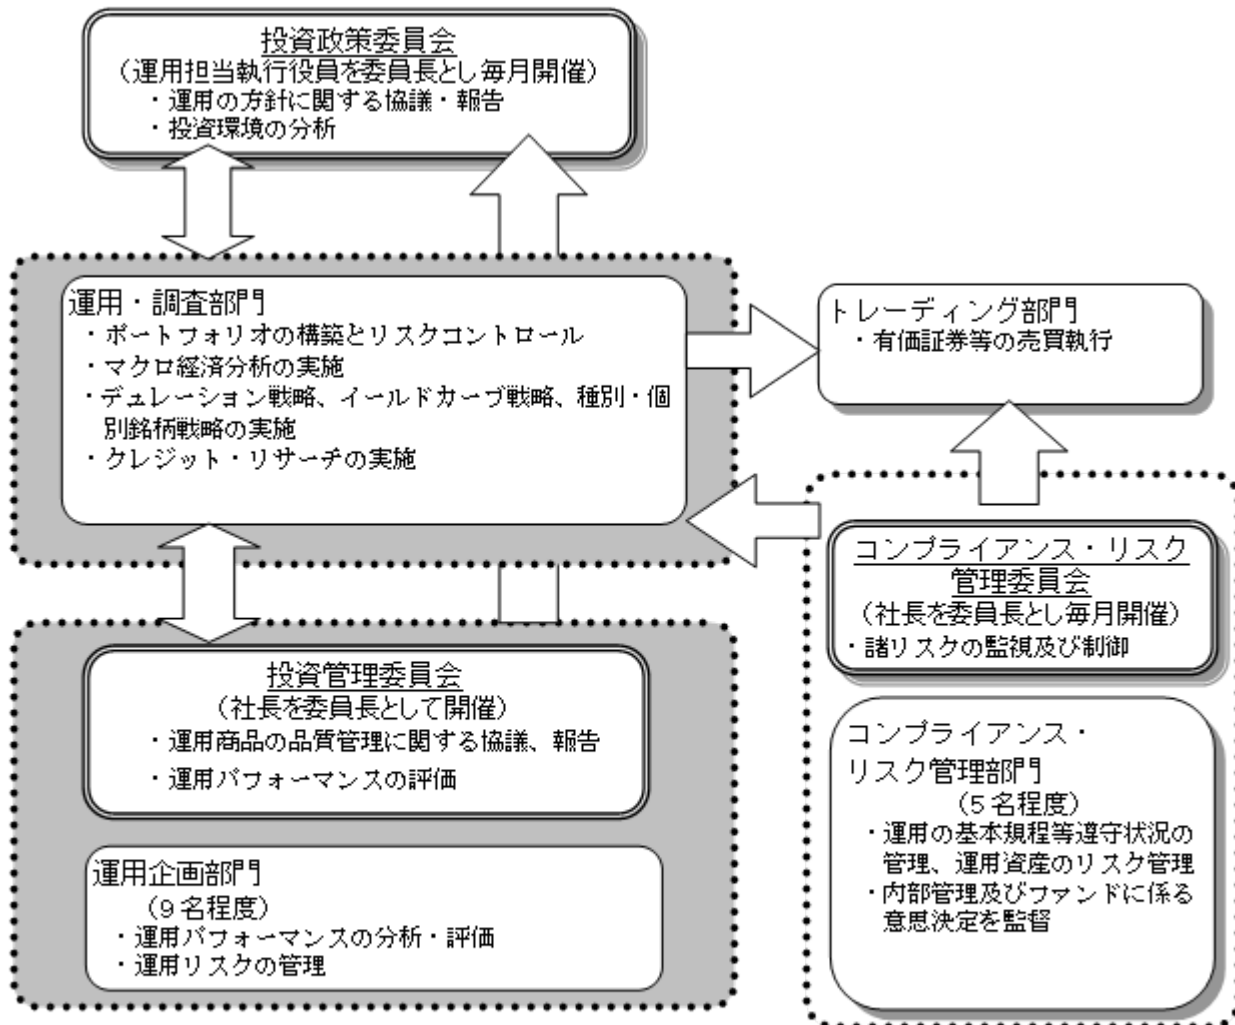 投資政策委員会
（運用担当執行役員を委員長とし毎月開催）
・運用の方針に関する協議・報告
・投資環境の分析
運用・調査部門
・ポートフォリオの構築とリスクコントロール
・マクロ経済分析の実施
・デュレーション戦略、イールドカーブ戦略、種別・個
別銘柄戦略の実施
・クレジット・リサーチの実施
トレーディング部門
・有価証券等の売買執行
コンプライアンス・リスク
管理委員会
（社長を委員長とし毎月開催）
・諸リスクの監視及び制御
コンプライアンス・
リスク管理部門
（5名程度）
・運用の基本規程等遵守状況の
管理、運用資産のリスク管理
・内部管理及びファンドに係る
意思決定を監督
投資管理委員会
（社長を委員長として開催）
・運用商品の品質管理に関する協議、報告
・運用パフォーマンスの評価
運用企画部門
（9名程度）
・運用パフォーマンスの分析・評価
・運用リスクの管理